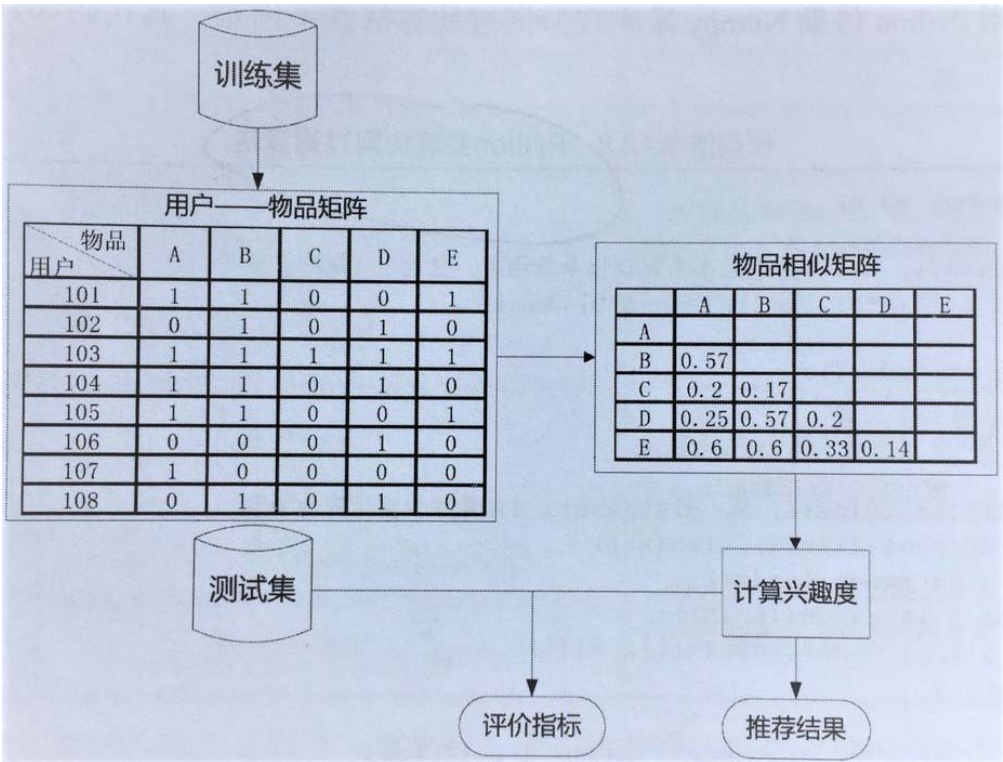 训练集
用户——物品矩阵
物品
用户 A B C D E
101 1 1 0 0 1
102 0 1 0 1 0
103 1 1 1 1 1
104 1 1 0 1 0
105 1 1 0 0 1
106 0 0 0 1 0
107 1 0 0 0 0
108 0 0 0 0 0
物品相似矩阵
A B C D E
A
B 0.57
C 0.2 0.17
D 0.25 0.57 0.2
E 0.6 0.6 0.33 0.14
测试集
计算兴趣度
评价指标
推荐结果